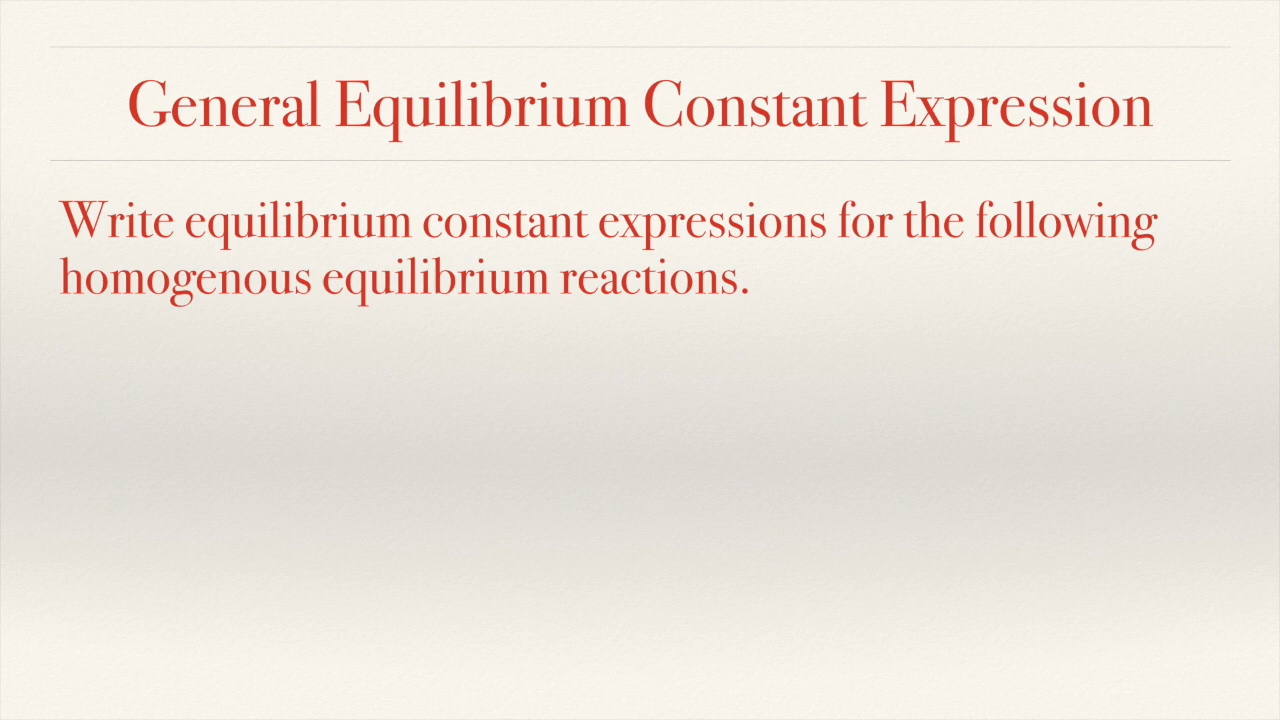 General Equilibrium Constant Expression
Write equilibrium constant expressions for the following
homogenous equilibrium reactions.